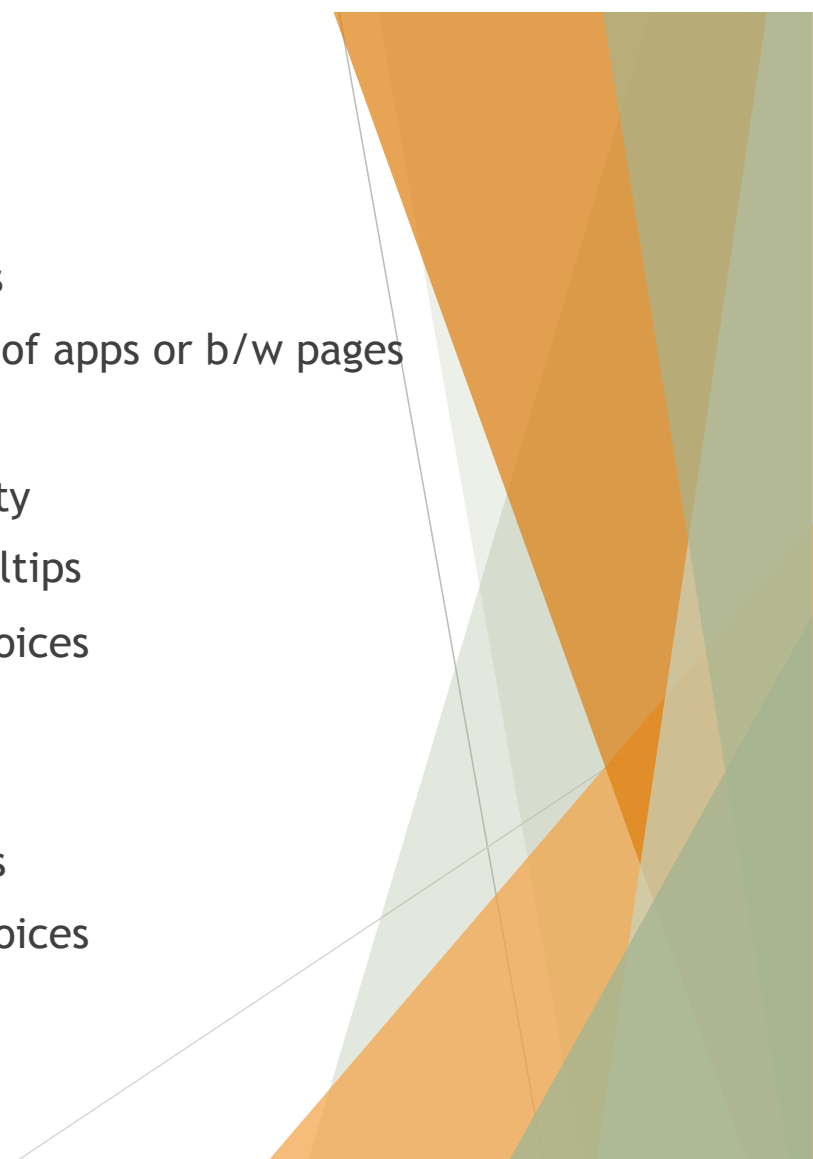 s
of apps or b/w pages
ty
ltips
oices
s
oices